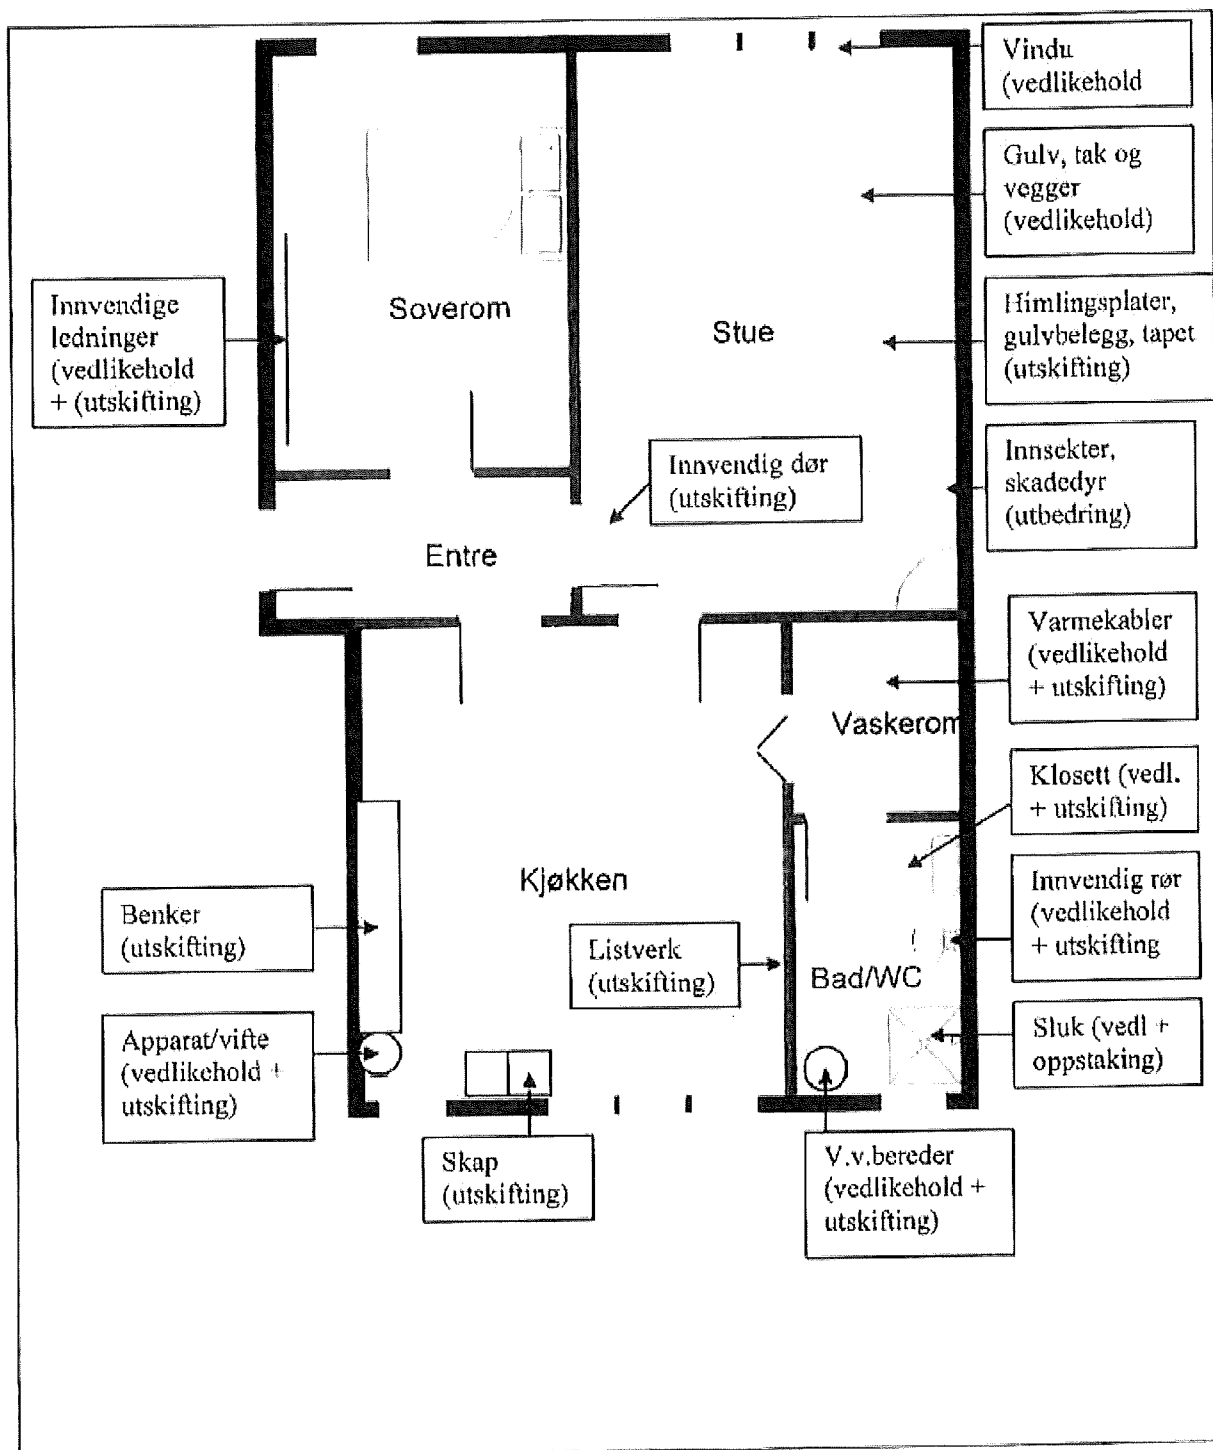 Vindu
(vedlikehold
Gulv, tak og
vegger
(vedlikehold)
Innvendige
ledninger
(vedlikehold
+ (utskifting)
Soverom
Stue
Himlingsplater,
gulvbelegg, tapet
(utskifting)
Innvendig dør
(utskifting)
Innsekter,
skadedyr
(utbedring)
Entre
Varmekabler
(vedlikehold
+ utskifting)
Vaskerom
Klosett (vedl.
+ utskifting)
Kjøkken
Benker
(utskifting)
Listverk
(utskifting)
Innvendig rør
(vedlikehold
+ utskifting
Bad/WC
Apparat/vifte
(vedlikehold +
utskifting)
Sluk (vedl +
oppstaking)
Skap
(utskifting)
V.v.bereder
(vedlikehold +
utskifting)